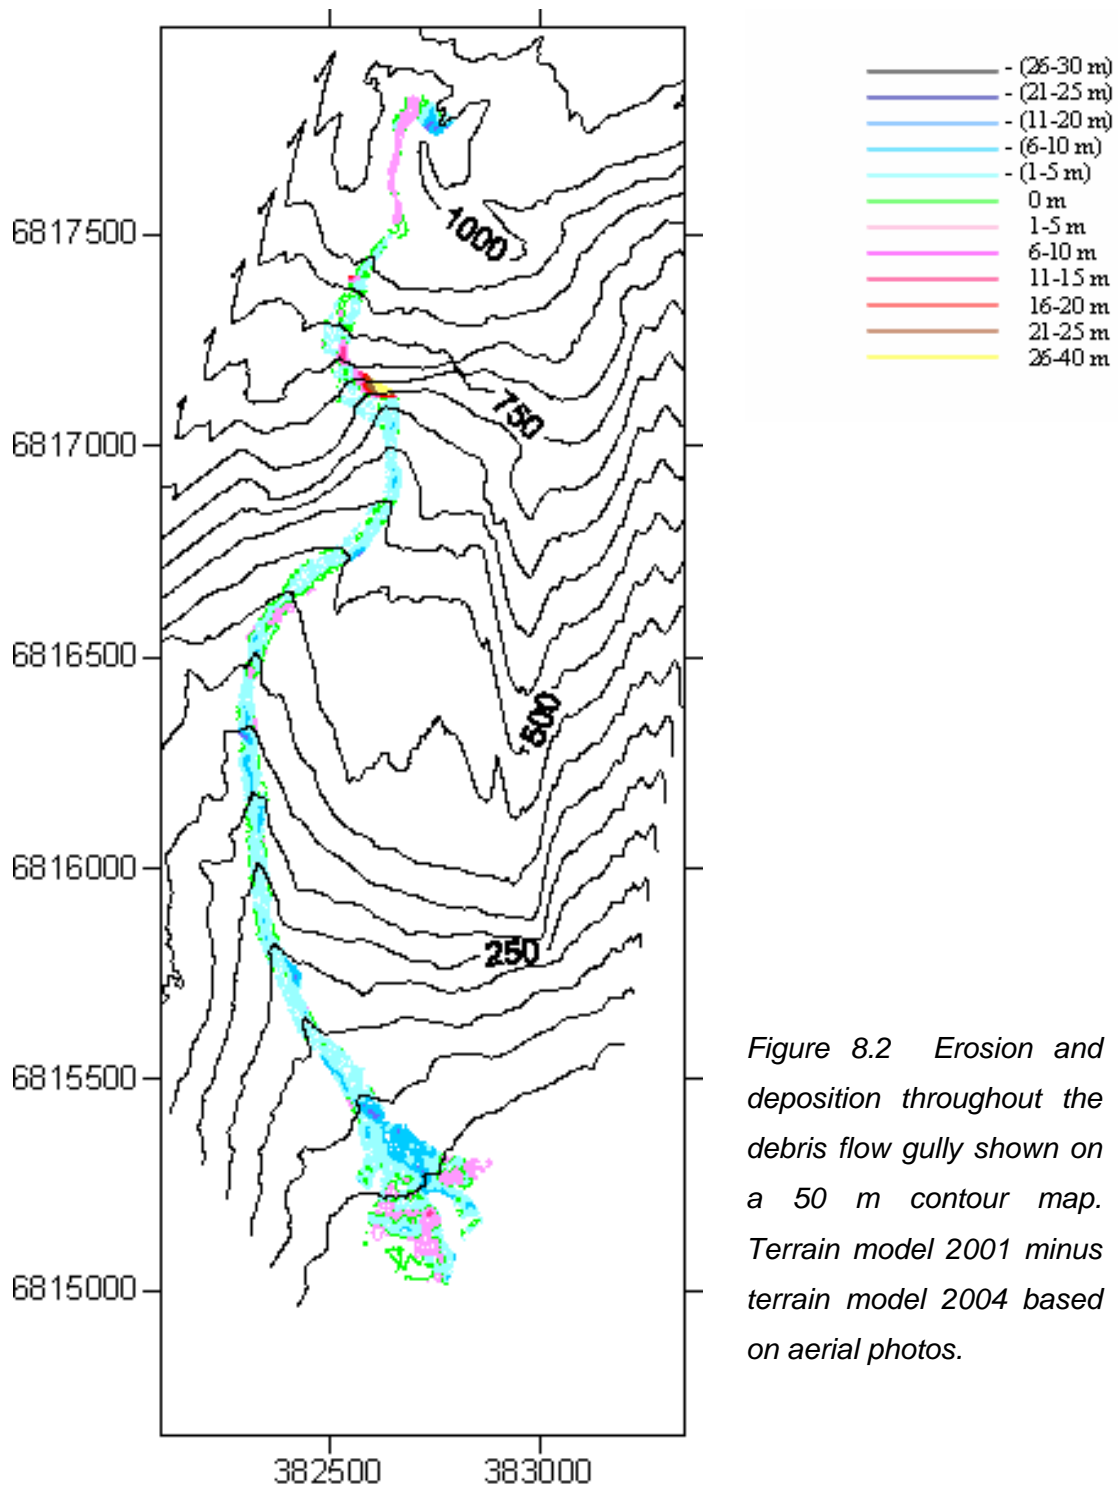 - (26-30 m)
- (21-25 m)
- (11-20 m)
- (6-10 m)
- (1-5 m)
0 m
1-5 m
6-10 m
11-15 m
16-20 m
21-25 m
26-40 m
6817500
1000
750
6817000
6816500
500
6816000
250
6815500
6815000
382500 383000
Figure 8.2 Erosion and
deposition throughout the
debris flow gully shown on
a 50 m contour map.
Terrain model 2001 minus
terrain model 2004 based
on aerial photos.